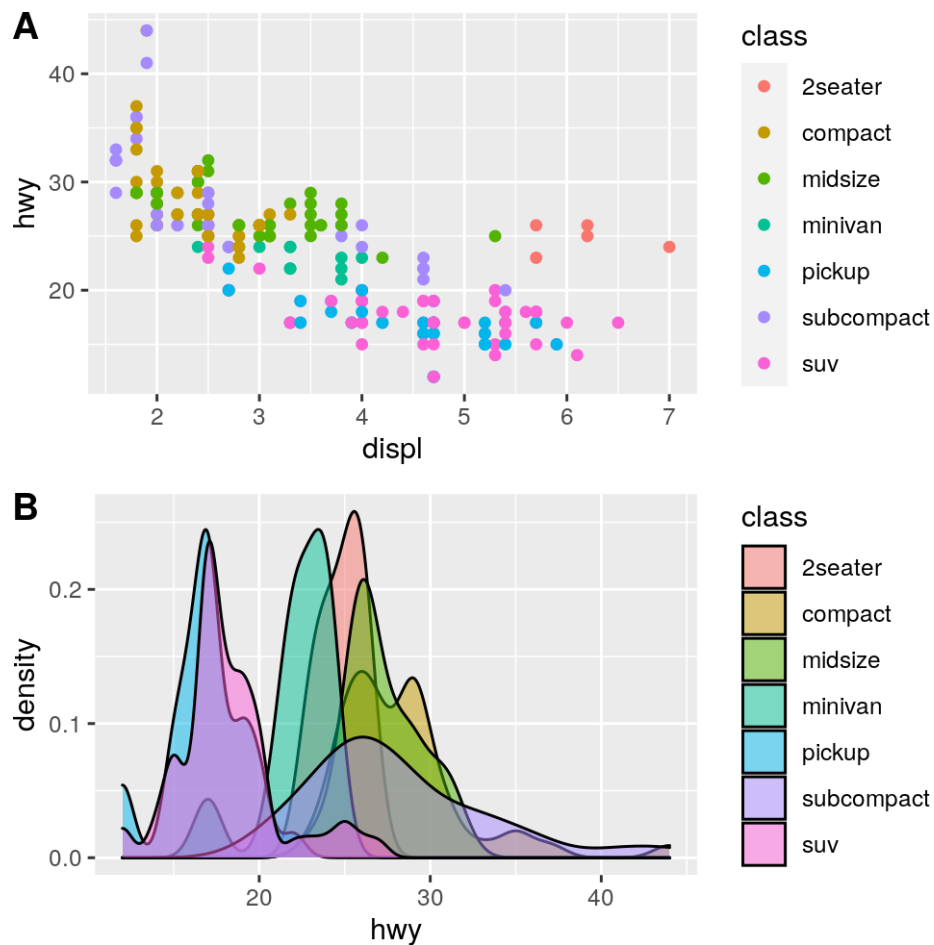 A
hwy
40
30
20
2 3 4 5 6 7
displ
class
2seater
compact
midsize
minivan
pickup
subcompact
suv
B
density
0.2
0.1
0.0
20 30 40
hwy
class
2seater
compact
midsize
minivan
pickup
subcompact
suv